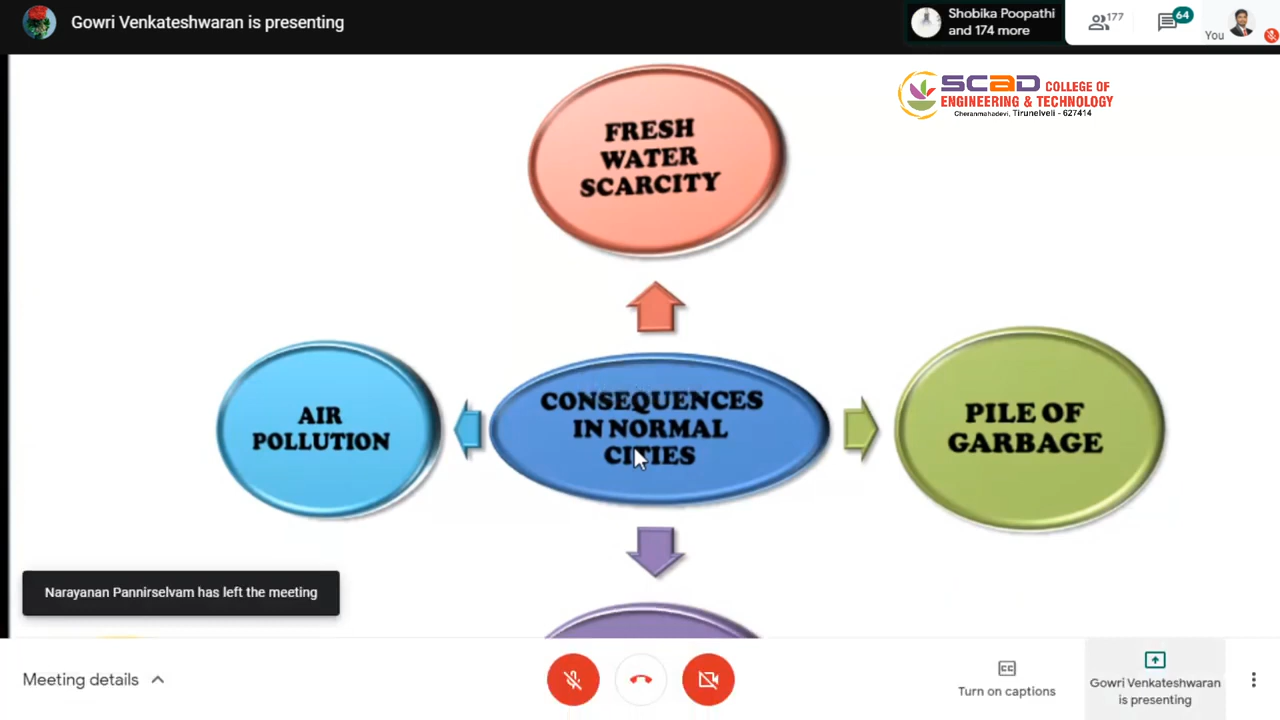 Gowri Venkateshwaran is presenting
Shobika Poopathi
and 174 more
177
64
You
SCAD COLLEGE OF
ENGINEERING & TECHNOLOGY
Cheranmahadevi, Tirunelveli - 627414
FRESH
WATER
SCARCITY
AIR
POLLUTION
CONSEQUENCES
IN NORMAL
CITIES
PILE OF
GARBAGE
Narayanan Pannirselvam has left the meeting
Meeting details
CC
Turn on captions
Gowri Venkateshwaran
is presenting